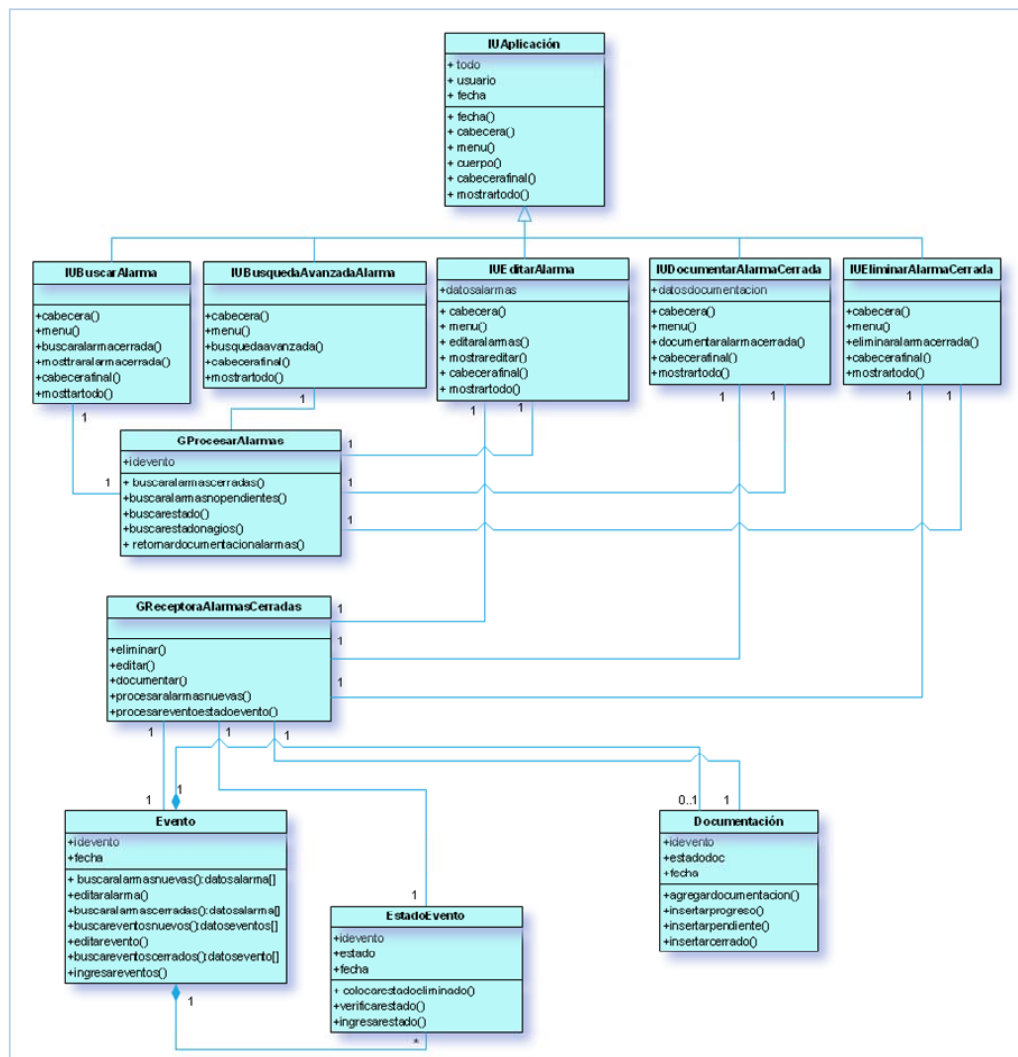 IUAplicación
+ todo
+ usuario
+ fecha
+ fecha()
+ cabecera()
+ menu()
+ cuerpo()
+ cabecerafinal()
+ mostrartodo()
IUBuscarAlarma
+cabecera()
+menu()
+buscaralarmacerrada()
+mosttraralarmacerrada()
+cabecerafinal()
+mosttartodo()
IUBusquedaAvanzadaAlarma
+cabecera()
+menu()
+busquedaavanzada()
+cabecerafinal()
+mostrartodo()
IUEditarAlarma
+datosalarmas
+ cabecera()
+ menu()
+ editaralarmas()
+ mostrareditar()
+ cabecerafinal()
+ mostrartodo()
IUDocumentarAlarmaCerrada
+datosdocumentacion
+cabecera()
+menu()
+documentaralarmacerrada()
+cabecerafinal()
+mostrartodo()
IUEliminarAlarmaCerrada
+cabecera()
+menu()
+eliminaralarmacerrada()
+cabecerafinal()
+mostrartodo()
1
1
1
1
1
1
1
1
1
GProcesarAlarmas
+idevento
+ buscaralarmascerradas()
+buscaralarmasnopendientes()
+buscarestado()
+buscarestadonagios()
+ retornardocumentacionalarmas()
1
1
1
GReceptoraAlarmasCerradas
+eliminar()
+editar()
+documentar()
+procesaralarmasnuevas()
+procesareventoestadoevento()
1
1
1
1
1
1
1
1
0..1
1
Evento
+idevento
+fecha
+ buscaralarmasnuevas():datosalarma[]
+editaralarma()
+buscaralarmascerradas():datosalarma[]
+buscareventosnuevos():datoseventos[]
+editarevento()
+buscareventoscerrados():datosevento[]
+ingresareventos()
1
1
EstadoEvento
+idevento
+estado
+fecha
+ colocarestadoeliminado()
+verificarestado()
+ingresarestado()
*
Documentación
+idevento
+estadodoc
+fecha
+agregardocumentacion()
+insertarprogreso()
+insertarpendiente()
+insertarcerrado()